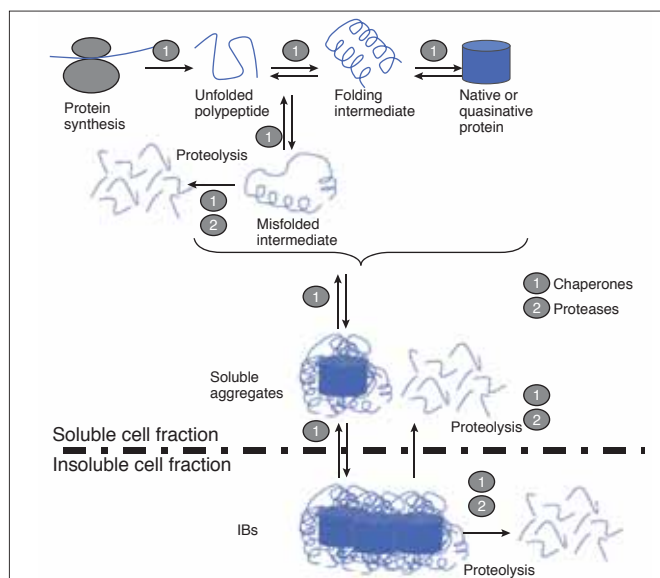 1
1
1
Protein
synthesis
Unfolded
polypeptide
Folding
intermediate
Native or
quasinative
protein
1
Proteolysis
1
2
Misfolded
intermediate
1
1 Chaperones
2 Proteases
Soluble
aggregates
1
2
Proteolysis
1
Soluble cell fraction
Insoluble cell fraction
1
2
IBs
Proteolysis